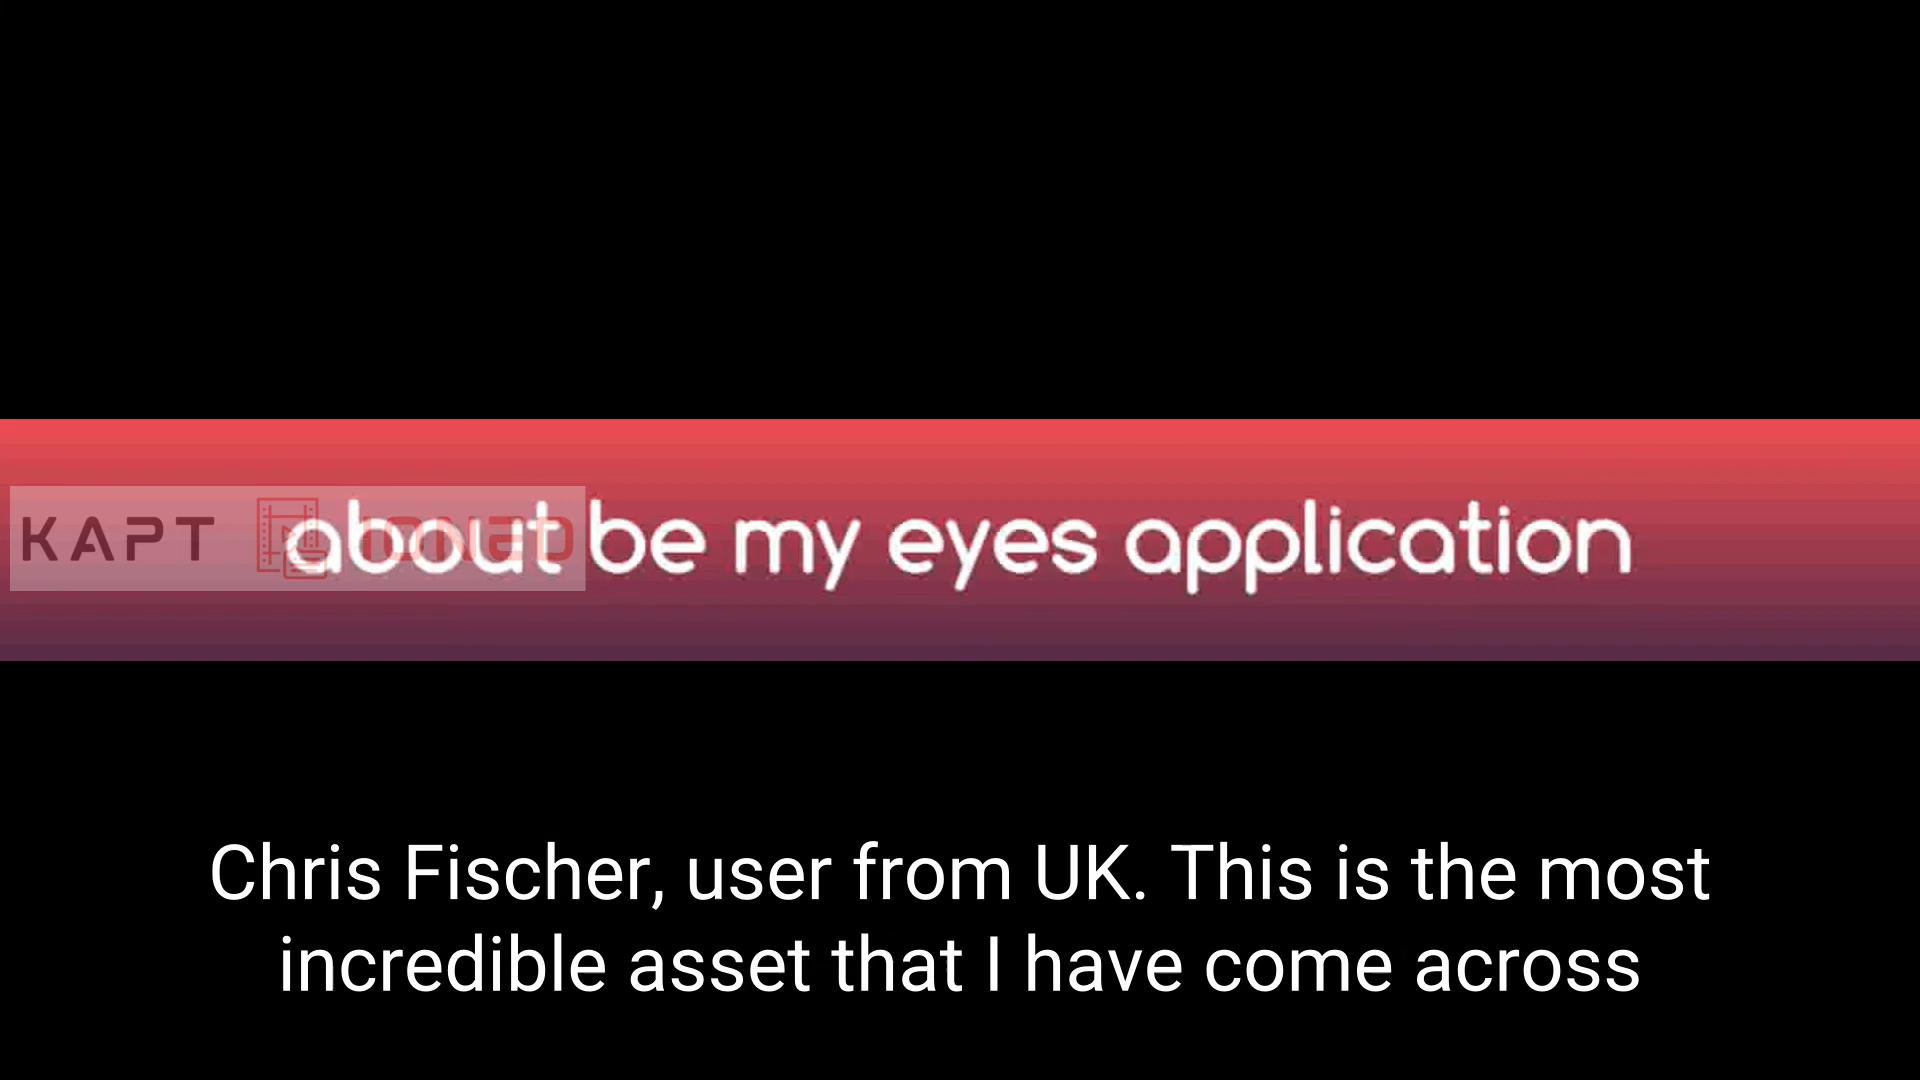 KAPT IONED
about be my eyes application
Chris Fischer, user from UK. This is the most
incredible asset that I have come across